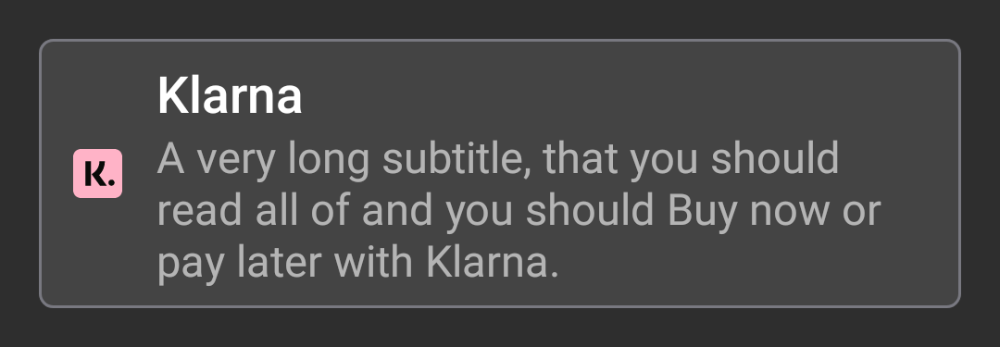 Klarna
K.
A very long subtitle, that you should
read all of and you should Buy now or
pay later with Klarna.